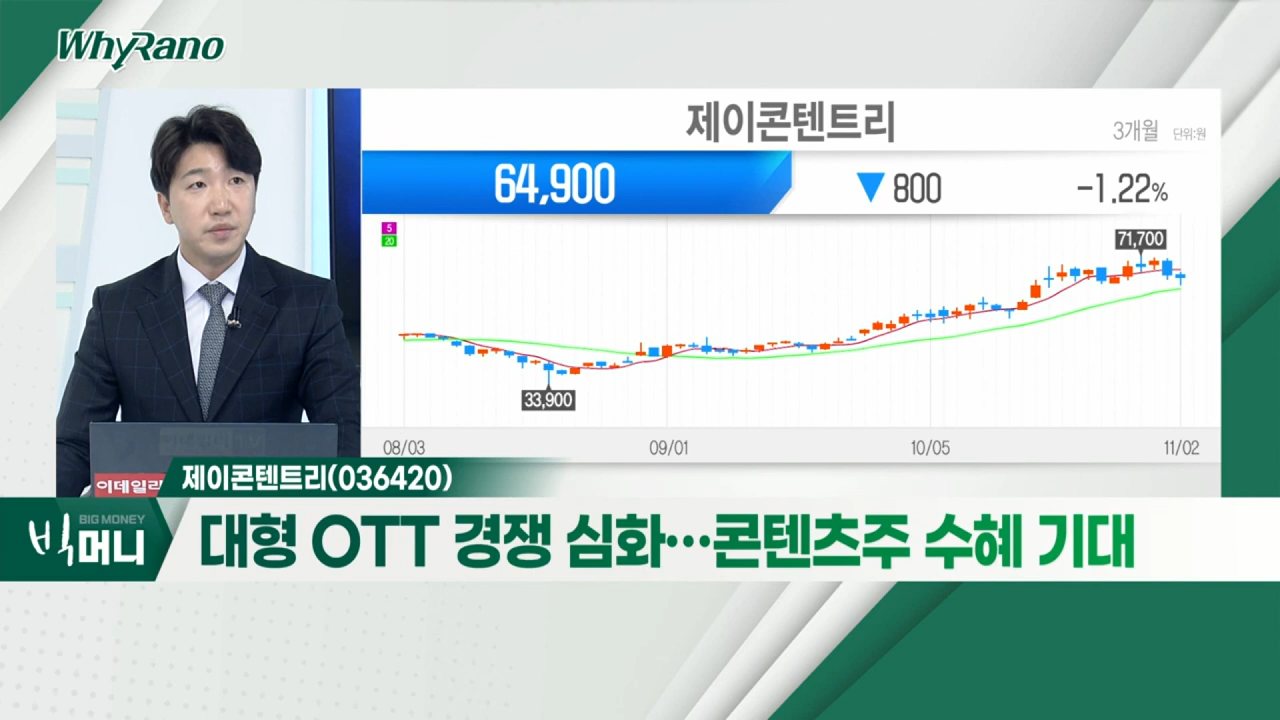 WhyRano
제이콘텐트리
3개월 단위:원
64,900
▼ 800
-1.22%
5
20
71,700
33,900
08/03
09/01
10/05
11/02
이데일리
제이콘텐트리(036420)
BIG MONEY
빅머니
대형 OTT 경쟁 심화…콘텐츠주 수혜 기대